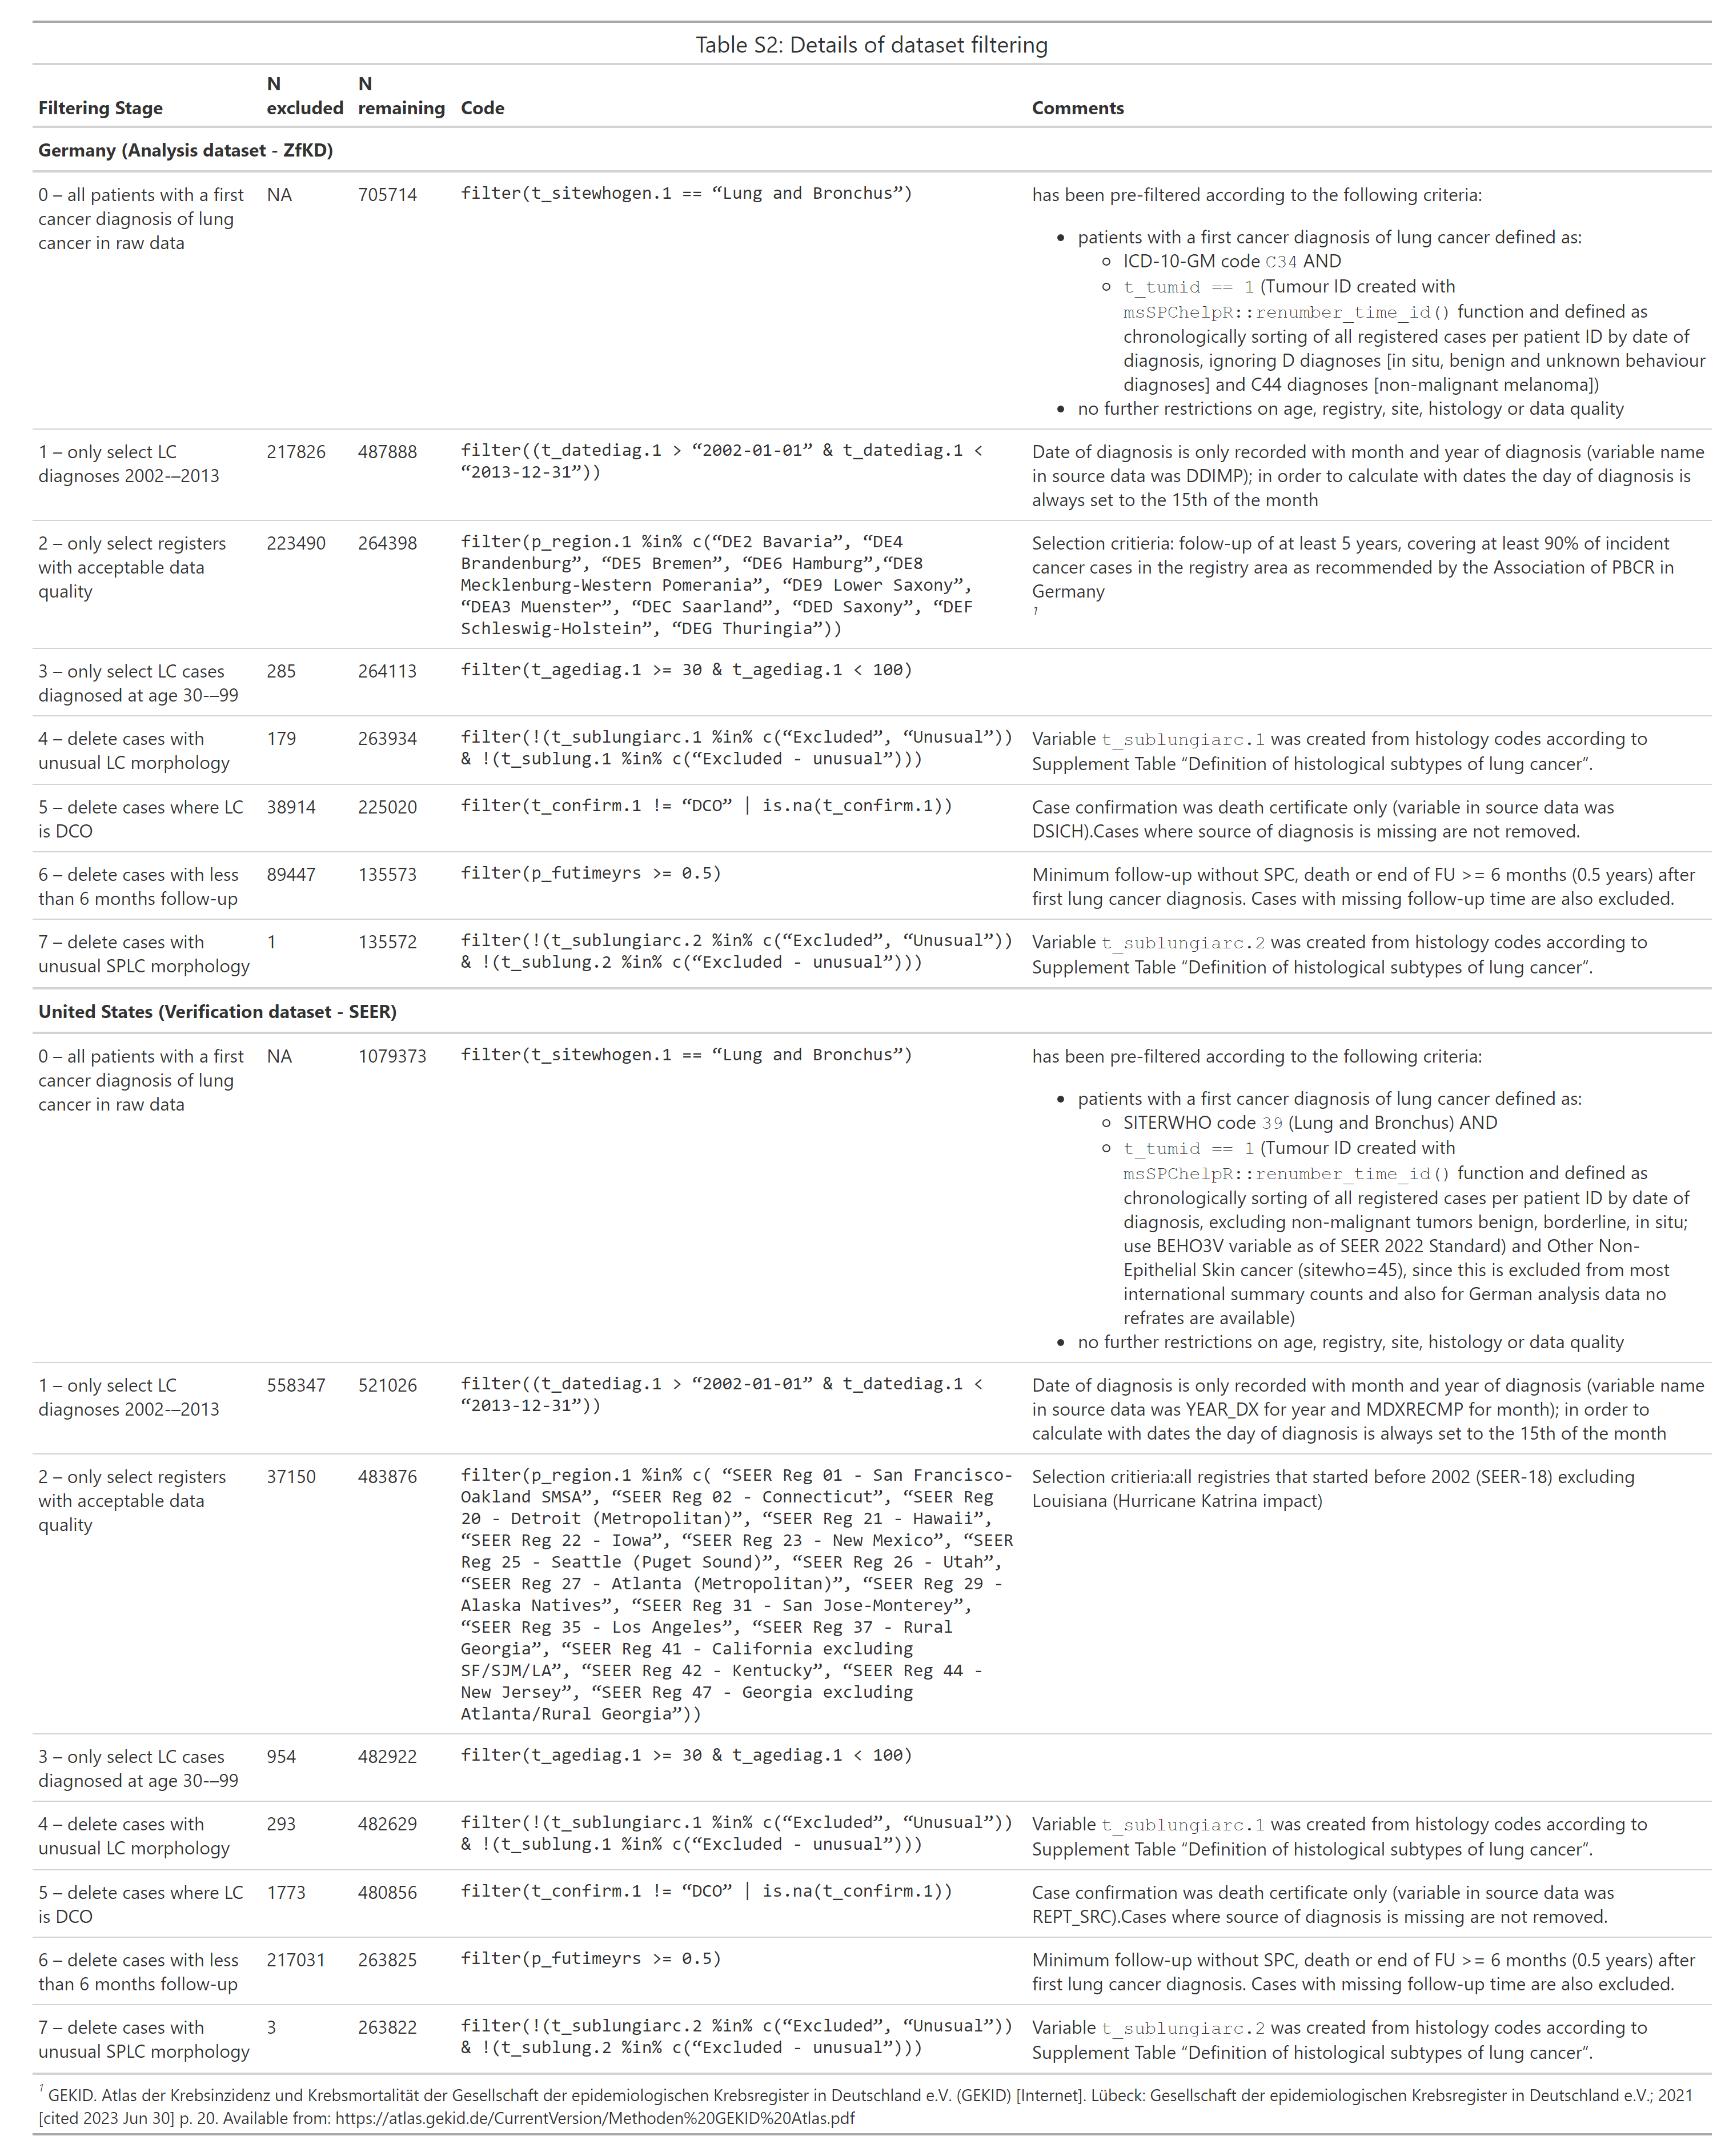 Table S2: Details of dataset filtering
Filtering Stage
N excluded
N remaining
Code
Comments
Germany (Analysis dataset - ZfKD)
0 – all patients with a first
cancer diagnosis of lung
cancer in raw data
NA
705714
filter(t_sitewhogen.1 == “Lung and Bronchus”)
has been pre-filtered according to the following criteria:
• patients with a first cancer diagnosis of lung cancer defined as:
◦ ICD-10-GM code C34 AND
◦ t_tumid == 1 (Tumour ID created with
msSPChelpR::renumber_time_id() function and defined as
chronologically sorting of all registered cases per patient ID by date of
diagnosis, ignoring D diagnoses [in situ, benign and unknown behaviour
diagnoses] and C44 diagnoses [non-malignant melanoma])
• no further restrictions on age, registry, site, histology or data quality
1 – only select LC
diagnoses 2002-–2013
217826
487888
filter((t_datediag.1 > “2002-01-01” & t_datediag.1 <
“2013-12-31”))
Date of diagnosis is only recorded with month and year of diagnosis (variable name
in source data was DDIMP); in order to calculate with dates the day of diagnosis is
always set to the 15th of the month
2 – only select registers
with acceptable data
quality
223490
264398
filter(p_region.1 %in% c(“DE2 Bavaria”, “DE4
Brandenburg”, “DE5 Bremen”, “DE6 Hamburg”,“DE8
Mecklenburg-Western Pomerania”, “DE9 Lower Saxony”,
“DEA3 Muenster”, “DEC Saarland”, “DED Saxony”, “DEF
Schleswig-Holstein”, “DEG Thuringia”))
Selection critieria: folow-up of at least 5 years, covering at least 90% of incident
cancer cases in the registry area as recommended by the Association of PBCR in
Germany
1
3 – only select LC cases
diagnosed at age 30-–99
285
264113
filter(t_agediag.1 >= 30 & t_agediag.1 < 100)
4 – delete cases with
unusual LC morphology
179
263934
filter(!(t_sublungiarc.1 %in% c(“Excluded”, “Unusual”))
& !(t_sublung.1 %in% c(“Excluded - unusual”)))
Variable t_sublungiarc.1 was created from histology codes according to
Supplement Table “Definition of histological subtypes of lung cancer”.
5 – delete cases where LC
is DCO
38914
225020
filter(t_confirm.1 != “DCO” | is.na(t_confirm.1))
Case confirmation was death certificate only (variable in source data was
DSICH).Cases where source of diagnosis is missing are not removed.
6 – delete cases with less
than 6 months follow-up
89447
135573
filter(p_futimeyrs >= 0.5)
Minimum follow-up without SPC, death or end of FU >= 6 months (0.5 years) after
first lung cancer diagnosis. Cases with missing follow-up time are also excluded.
7 – delete cases with
unusual SPLC morphology
1
135572
filter(!(t_sublungiarc.2 %in% c(“Excluded”, “Unusual”))
& !(t_sublung.2 %in% c(“Excluded - unusual”)))
Variable t_sublungiarc.2 was created from histology codes according to
Supplement Table “Definition of histological subtypes of lung cancer”.
United States (Verification dataset - SEER)
0 – all patients with a first
cancer diagnosis of lung
cancer in raw data
NA
1079373
filter(t_sitewhogen.1 == “Lung and Bronchus”)
has been pre-filtered according to the following criteria:
• patients with a first cancer diagnosis of lung cancer defined as:
◦ SITERWHO code 39 (Lung and Bronchus) AND
◦ t_tumid == 1 (Tumour ID created with
msSPChelpR::renumber_time_id() function and defined as
chronologically sorting of all registered cases per patient ID by date of
diagnosis, excluding non-malignant tumors benign, borderline, in situ;
use BEHO3V variable as of SEER 2022 Standard) and Other Non-
Epithelial Skin cancer (sitewho=45), since this is excluded from most
international summary counts and also for German analysis data no
refrates are available)
• no further restrictions on age, registry, site, histology or data quality
1 – only select LC
diagnoses 2002-–2013
558347
521026
filter((t_datediag.1 > “2002-01-01” & t_datediag.1 <
“2013-12-31”))
Date of diagnosis is only recorded with month and year of diagnosis (variable name
in source data was YEAR_DX for year and MDXRECMP for month); in order to
calculate with dates the day of diagnosis is always set to the 15th of the month
2 – only select registers
with acceptable data
quality
37150
483876
filter(p_region.1 %in% c( “SEER Reg 01 - San Francisco-
Oakland SMSA”, “SEER Reg 02 - Connecticut”, “SEER Reg
20 - Detroit (Metropolitan)”, “SEER Reg 21 - Hawaii”,
“SEER Reg 22 - Iowa”, “SEER Reg 23 - New Mexico”, “SEER
Reg 25 - Seattle (Puget Sound)”, “SEER Reg 26 - Utah”,
“SEER Reg 27 - Atlanta (Metropolitan)”, “SEER Reg 29 -
Alaska Natives”, “SEER Reg 31 - San Jose-Monterey”,
“SEER Reg 35 - Los Angeles”, “SEER Reg 37 - Rural
Georgia”, “SEER Reg 41 - California excluding
SF/SJM/LA”, “SEER Reg 42 - Kentucky”, “SEER Reg 44 -
New Jersey”, “SEER Reg 47 - Georgia excluding
Atlanta/Rural Georgia”))
Selection critieria:all registries that started before 2002 (SEER-18) excluding
Louisiana (Hurricane Katrina impact)
3 – only select LC cases
diagnosed at age 30-–99
954
482922
filter(t_agediag.1 >= 30 & t_agediag.1 < 100)
4 – delete cases with
unusual LC morphology
293
482629
filter(!(t_sublungiarc.1 %in% c(“Excluded”, “Unusual”))
& !(t_sublung.1 %in% c(“Excluded - unusual”)))
Variable t_sublungiarc.1 was created from histology codes according to
Supplement Table “Definition of histological subtypes of lung cancer”.
5 – delete cases where LC
is DCO
1773
480856
filter(t_confirm.1 != “DCO” | is.na(t_confirm.1))
Case confirmation was death certificate only (variable in source data was
REPT_SRC).Cases where source of diagnosis is missing are not removed.
6 – delete cases with less
than 6 months follow-up
217031
263825
filter(p_futimeyrs >= 0.5)
Minimum follow-up without SPC, death or end of FU >= 6 months (0.5 years) after
first lung cancer diagnosis. Cases with missing follow-up time are also excluded.
7 – delete cases with
unusual SPLC morphology
3
263822
filter(!(t_sublungiarc.2 %in% c(“Excluded”, “Unusual”))
& !(t_sublung.2 %in% c(“Excluded - unusual”)))
Variable t_sublungiarc.2 was created from histology codes according to
Supplement Table “Definition of histological subtypes of lung cancer”.
1 GEKID. Atlas der Krebsinzidenz und Krebsmortalität der Gesellschaft der epidemiologischen Krebsregister in Deutschland e.V. (GEKID) [Internet]. Lübeck: Gesellschaft der epidemiologischen Krebsregister in Deutschland e.V.; 2021
[cited 2023 Jun 30] p. 20. Available from: https://atlas.gekid.de/CurrentVersion/Methoden%20GEKID%20Atlas.pdf